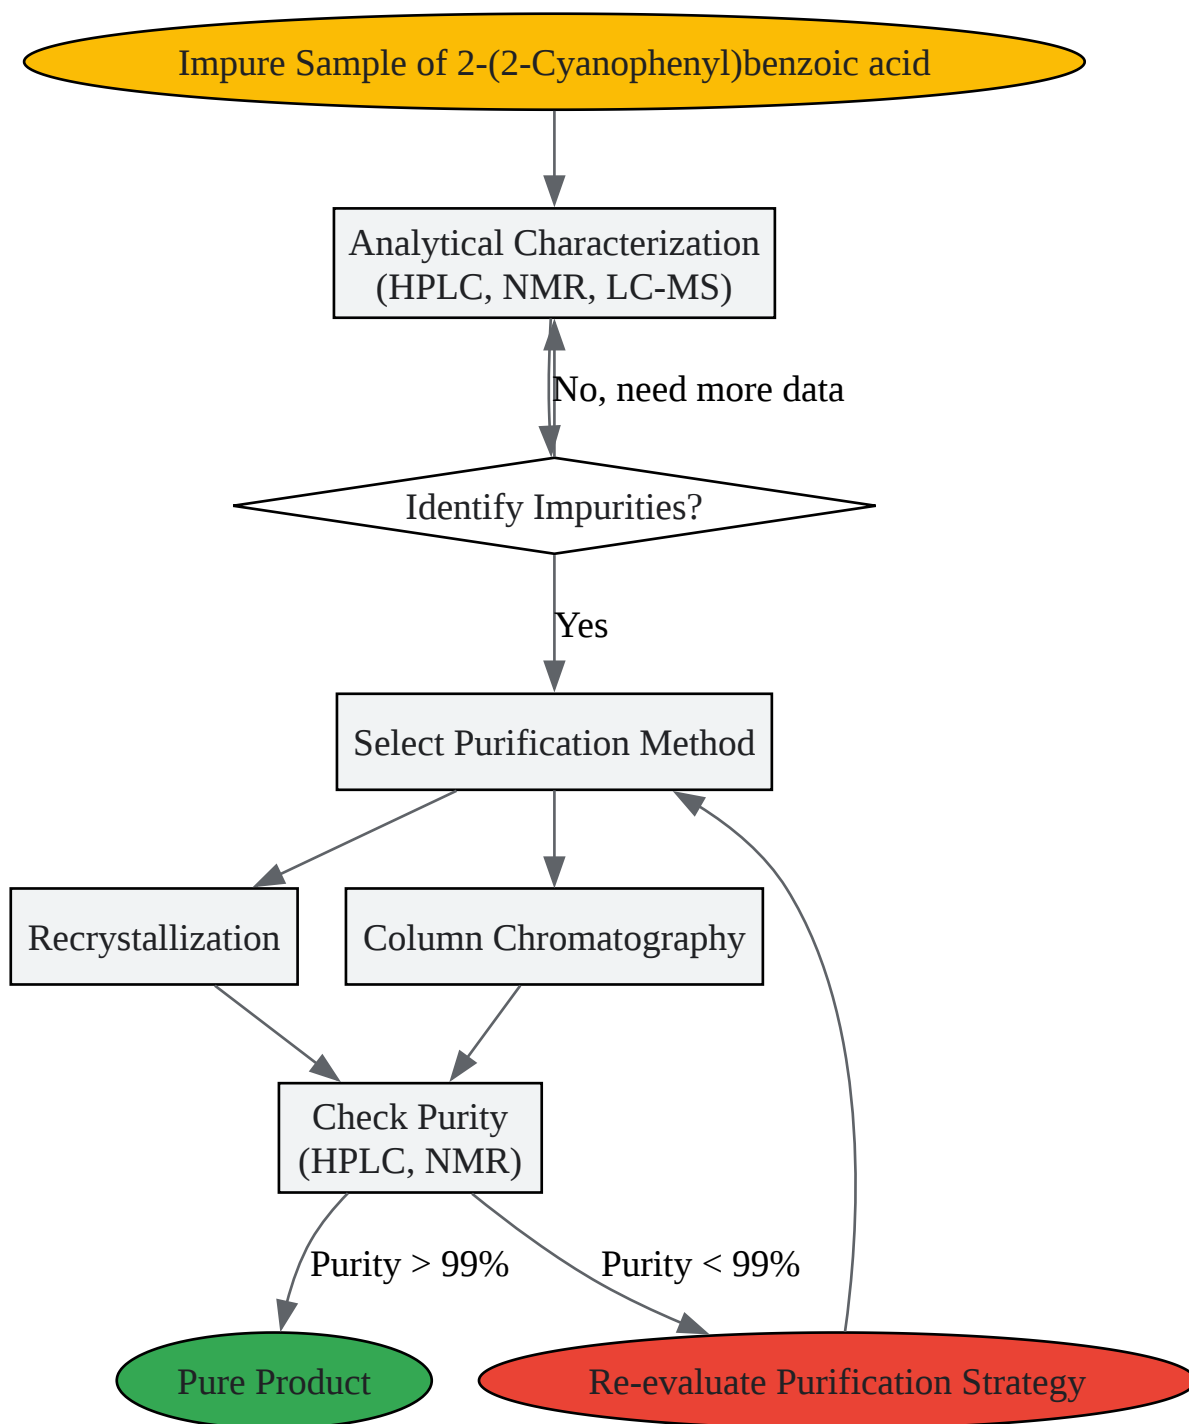 Impure Sample of 2-(2-Cyanophenyl)benzoic acid
Analytical Characterization
(HPLC, NMR, LC-MS)
No, need more data
Identify Impurities?
Yes
Select Purification Method
Recrystallization
Column Chromatography
Check Purity
(HPLC, NMR)
Purity > 99%
Purity < 99%
Pure Product
Re-evaluate Purification Strategy